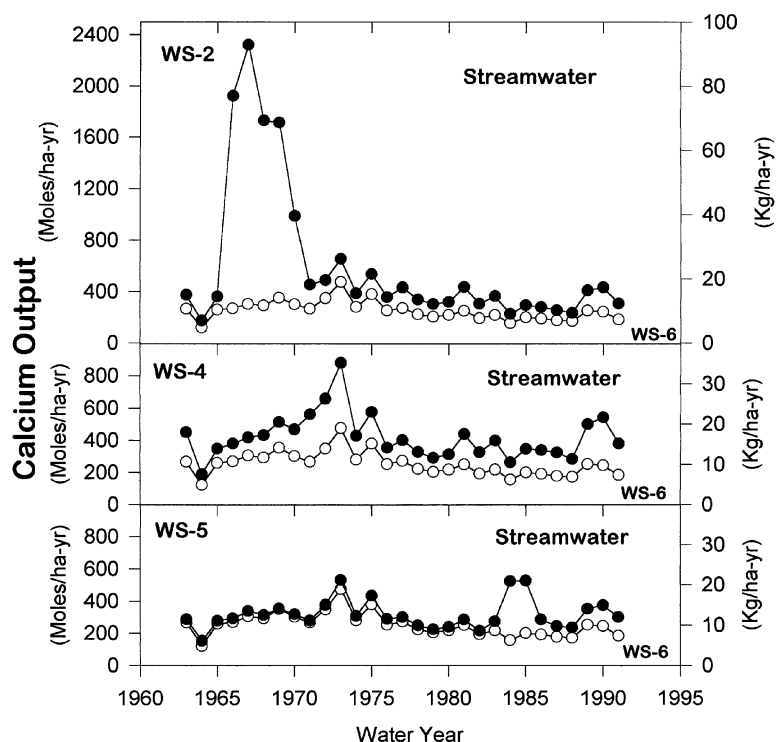 Calcium Output
(Moles/ha-yr)
2400
2000
1600
1200
800
400
0
WS-2
Streamwater
WS-6
100
80
60
40
20
0
(Kg/ha-yr)
(Moles/ha-yr)
800
600
400
200
0
WS-4
Streamwater
WS-6
30
20
10
0
(Kg/ha-yr)
(Moles/ha-yr)
800
600
400
200
0
WS-5
Streamwater
WS-6
30
20
10
0
(Kg/ha-yr)
1960 1965 1970 1975 1980 1985 1990 1995
Water Year